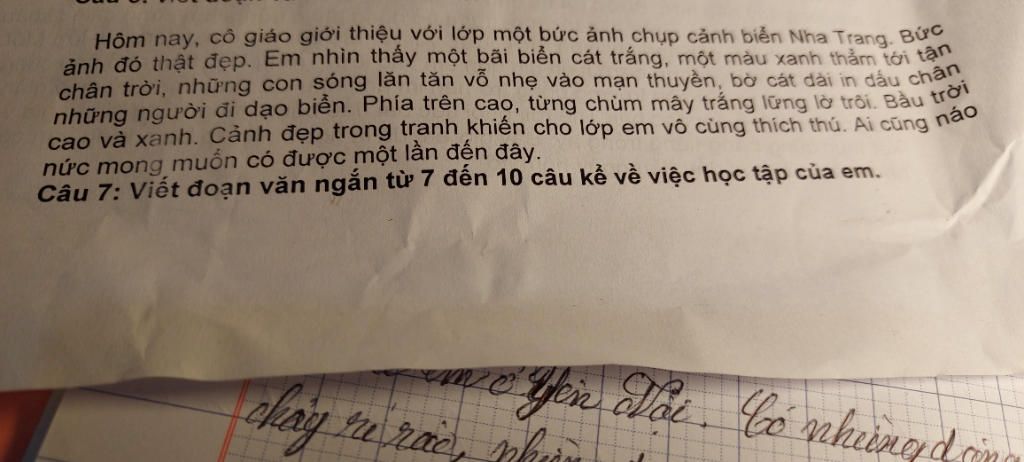 Hôm nay, cô giáo giới thiệu với lớp một bức ảnh chụp cảnh biển Nha Trang. Bức
ảnh đó thật đẹp. Em nhìn thấy một bãi biển cát trắng, một màu xanh thẳm tới tận
chân trời, những con sóng lăn tăn vỗ nhẹ vào mạn thuyền, bờ cát dài in dấu chân
những người đi dạo biển. Phía trên cao, từng chùm mây trắng lững lờ trôi. Bầu trời
cao và xanh. Cảnh đẹp trong tranh khiến cho lớp em vô cùng thích thú. Ai cũng náo
nức mong muốn có được một lần đến đây.
Câu 7: Viết đoạn văn ngắn từ 7 đến 10 câu kể về việc học tập của em.
em ở Yên Bái. Có những dòng
chảy rì rào,